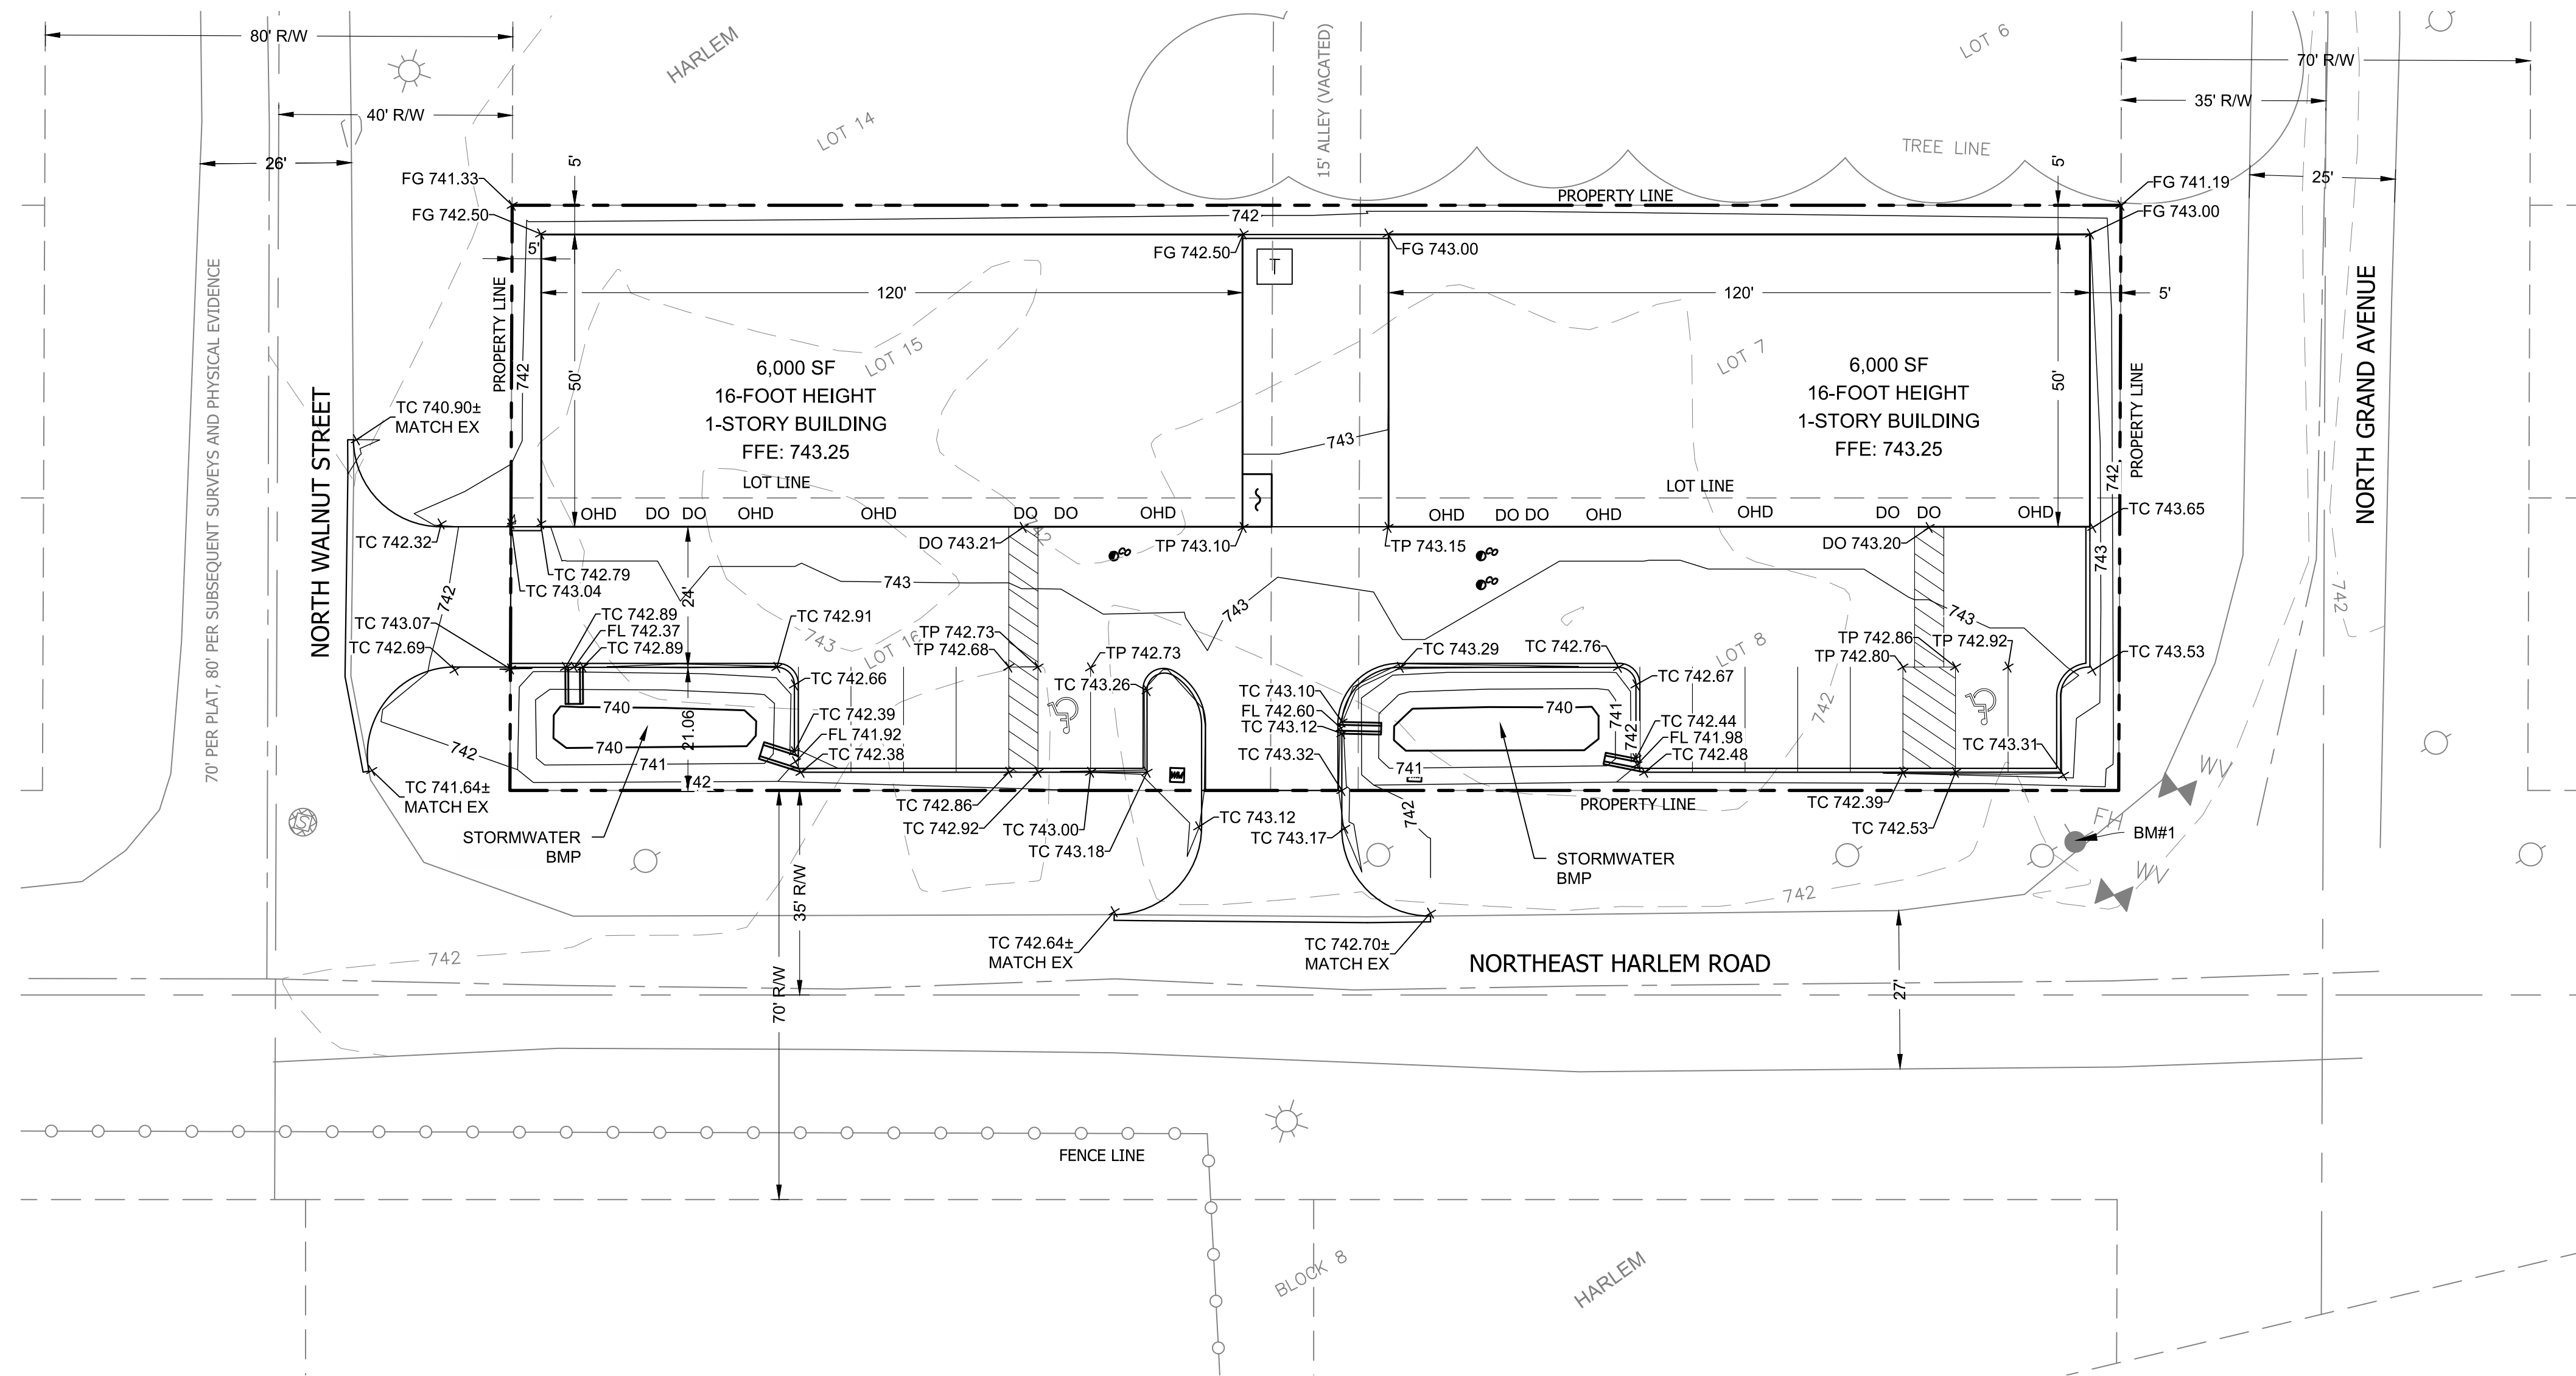 80' R/W
HARLEM
LOT 6
70' R/W
15' ALLEY (VACATED)
35' R/W
40' R/W
LOT 14
TREE LINE
26'
5'
5'
25'
FG 741.33
FG 741.19
PROPERTY LINE
FG 742.50
742
FG 743.00
5'
FG 742.50
FG 743.00
T
120'
120'
5'
70' PER PLAT, 80' PER SUBSEQUENT SURVEYS AND PHYSICAL EVIDENCE
NORTH WALNUT STREET
PROPERTY LINE
742
50'
LOT 15
LOT 7
6,000 SF
16-FOOT HEIGHT
1-STORY BUILDING
FFE: 743.25
6,000 SF
16-FOOT HEIGHT
1-STORY BUILDING
FFE: 743.25
50'
PROPERTY LINE
NORTH GRAND AVENUE
TC 740.90±
MATCH EX
743
LOT LINE
LOT LINE
742
OHD
DO
DO
OHD
OHD
DO
DO
OHD
OHD
DO
DO
OHD
OHD
DO
DO
OHD
TC 743.65
TC 742.32
DO 743.21
742
TP 743.10
TP 743.15
DO 743.20
743
TC 742.79
TC 743.04
743
24'
742
742
743
743
TC 743.07
TC 742.89
FL 742.37
TC 742.89
TC 742.91
743
TP 742.73
TP 742.68
TC 742.69
LOT 16
TP 742.73
TC 743.29
TC 742.76
LOT 8
TP 742.86
TP 742.92
TP 742.80
TC 743.53
TC 742.66
TC 743.26
TC 742.67
TC 743.10
FL 742.60
TC 743.12
740
TC 742.39
FL 741.92
TC 742.38
740
21.06
740
741
742
TC 742.44
FL 741.98
TC 742.48
742
742
TC 743.31
TC 743.32
741
741
WV
TC 741.64±
MATCH EX
742
TC 742.86
TC 742.92
TC 743.00
TC 743.18
TC 743.12
TC 743.17
742
PROPERTY LINE
TC 742.39
TC 742.53
FH
BM#1
STORMWATER
BMP
STORMWATER
BMP
WV
S
WM
35' R/W
742
742
TC 742.64±
MATCH EX
TC 742.70±
MATCH EX
NORTHEAST HARLEM ROAD
27'
70' R/W
FENCE LINE
BLOCK 8
HARLEM